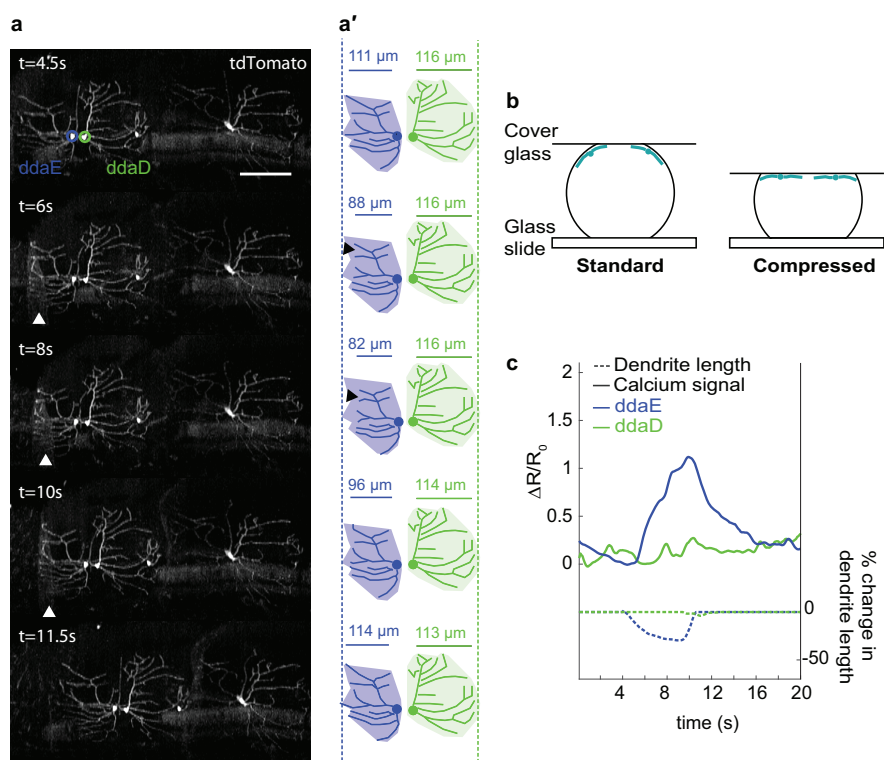 a
t=4.5s
tdTomato
ddaE
ddaD
t=6s
t=8s
t=10s
t=11.5s
a′
111 µm
116 µm
88 µm
116 µm
82 µm
116 µm
96 µm
114 µm
114 µm
113 µm
b
Cover
glass
Glass
slide
Standard
Compressed
c
Dendrite length
Calcium signal
ddaE
ddaD
2
1.5
1
0.5
0
ΔR/R0
0
-50
% change in
dendrite length
4
8
12
16
20
time (s)